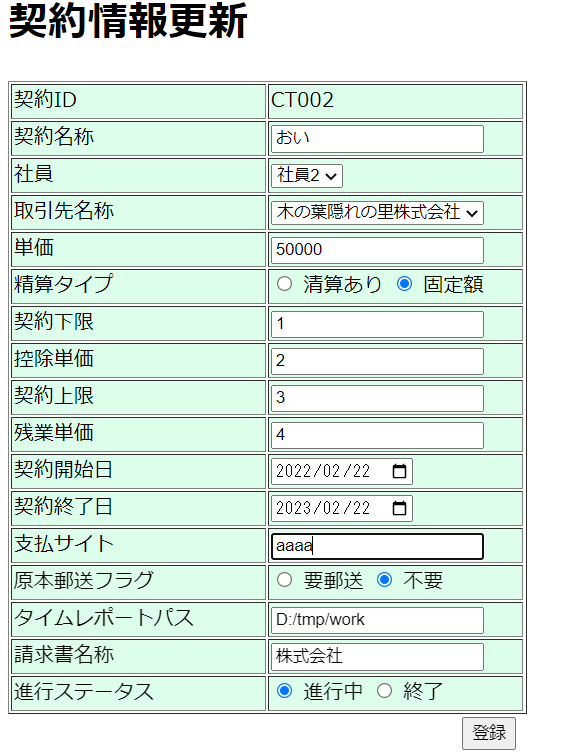 契約情報更新
契約ID CT002
契約名称 おい
社員 社員2
取引先名称 木の葉隠れの里株式会社
単価 50000
精算タイプ 清算あり 固定額
契約下限 1
控除単価 2
契約上限 3
残業単価 4
契約開始日 2022/02/22
契約終了日 2023/02/22
支払サイト aaaa
原本郵送フラグ 要郵送 不要
タイムレポートパス D:/tmp/work
請求書名称 株式会社
進行ステータス 進行中 終了
登録